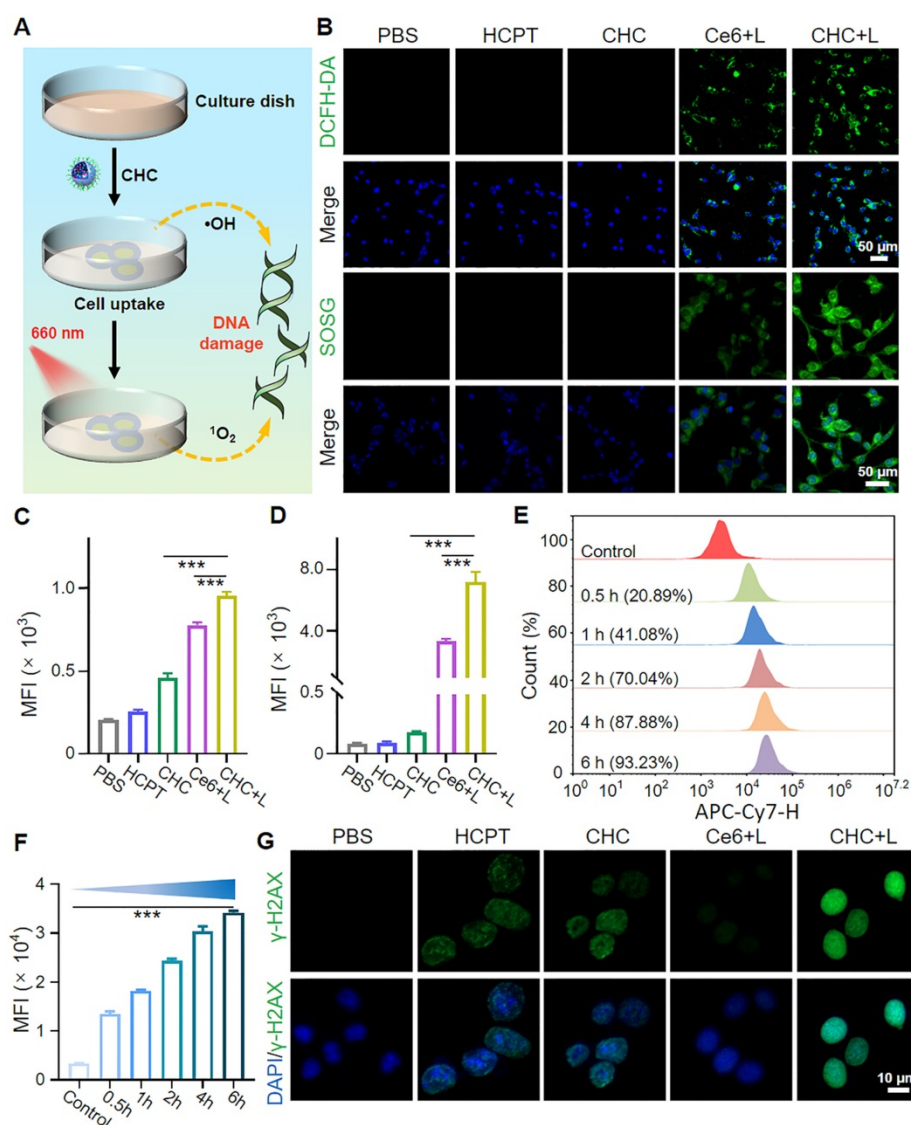 A
Culture dish
CHC
•OH
Cell uptake
660 nm
DNA
damage
¹O₂
B
PBS HCPT CHC Ce6+L CHC+L
DCFH-DA
Merge
50 µm
SOSG
Merge
50 µm
C
MFI (× 10³)
1.0
0.5
0
***
***
PBS HCPT CHC Ce6+L CHC+L
D
MFI (× 10³)
8.0
4.0
0.5
0
***
***
PBS HCPT CHC Ce6+L CHC+L
E
Count (%)
100
80
60
40
20
0
Control
0.5 h (20.89%)
1 h (41.08%)
2 h (70.04%)
4 h (87.88%)
6 h (93.23%)
10⁰ 10¹ 10² 10³ 10⁴ 10⁵ 10⁶ 10⁷·²
APC-Cy7-H
F
MFI (× 10⁴)
4
3
2
1
0
***
Control 0.5h 1h 2h 4h 6h
G
PBS HCPT CHC Ce6+L CHC+L
γ-H2AX
DAPI/γ-H2AX
10 µm